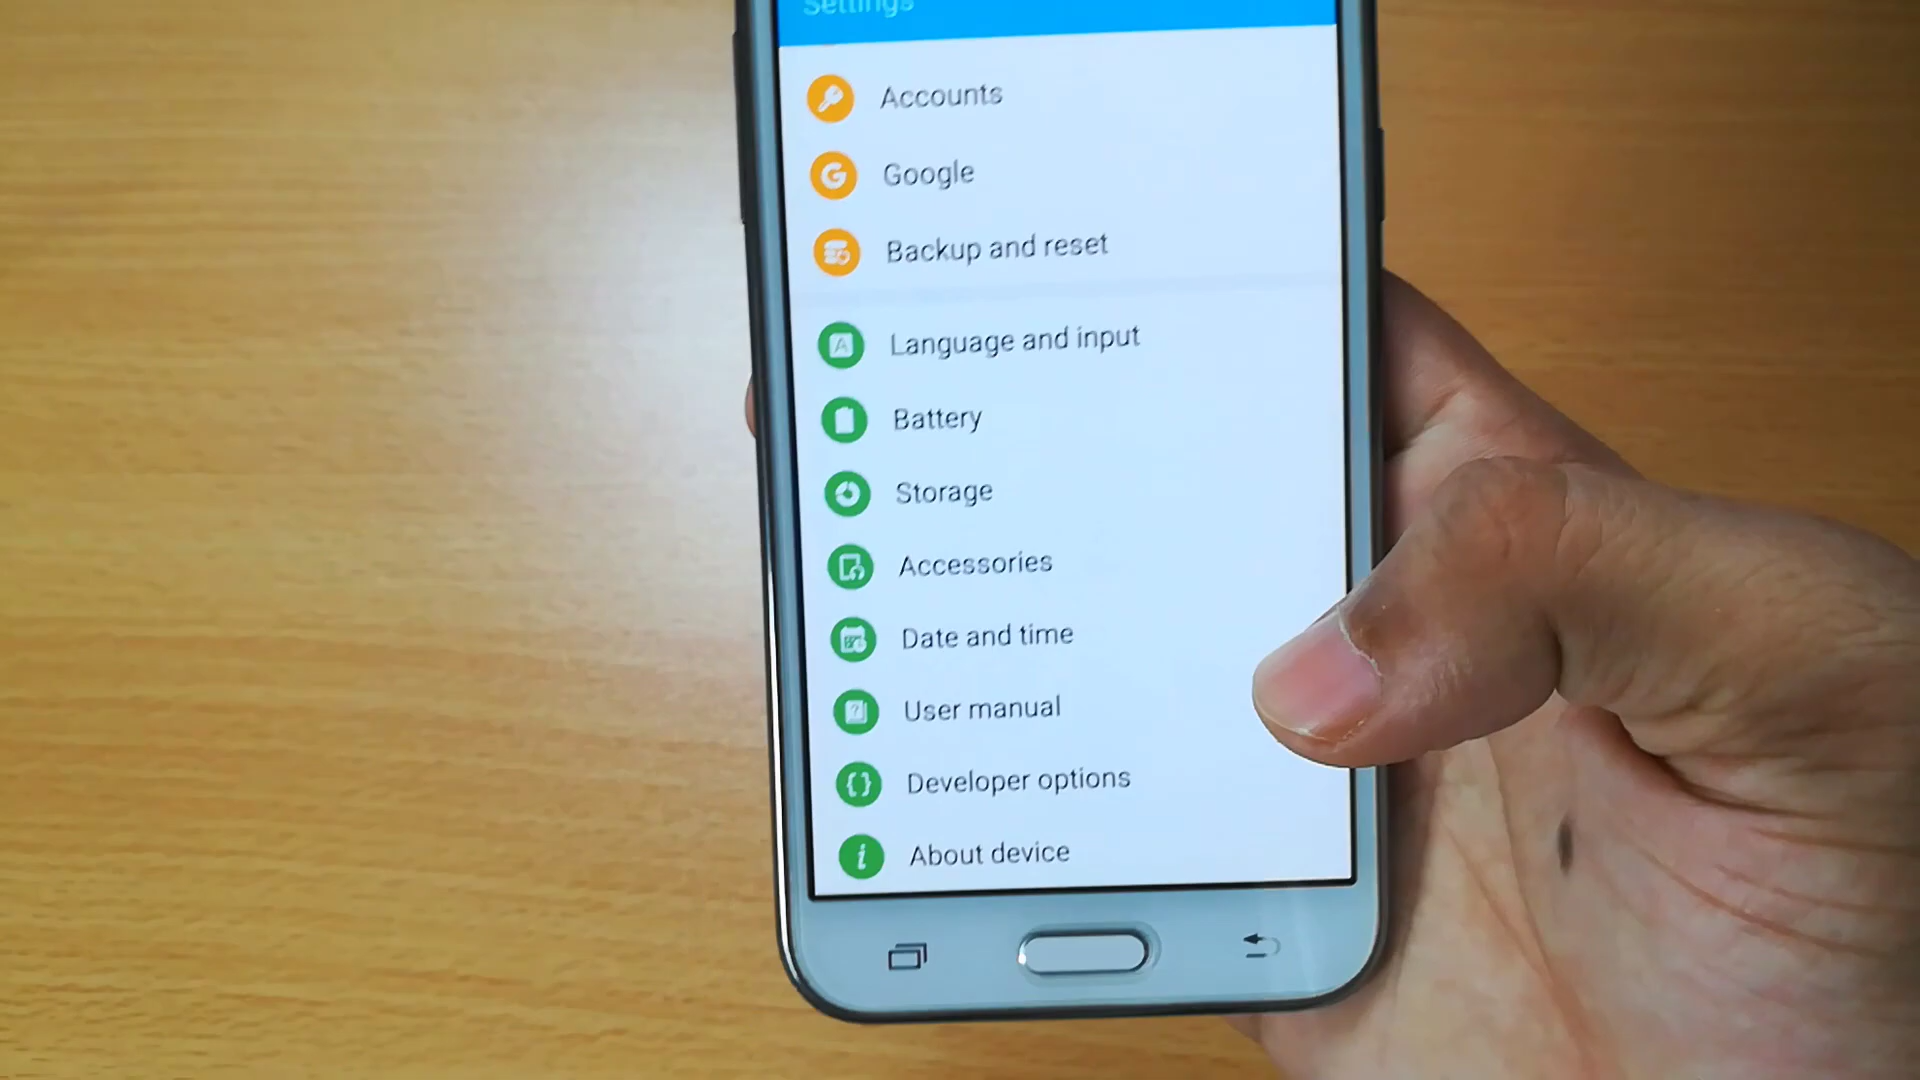 Settings
Accounts
Google
Backup and reset
Language and input
Battery
Storage
Accessories
Date and time
User manual
Developer options
About device